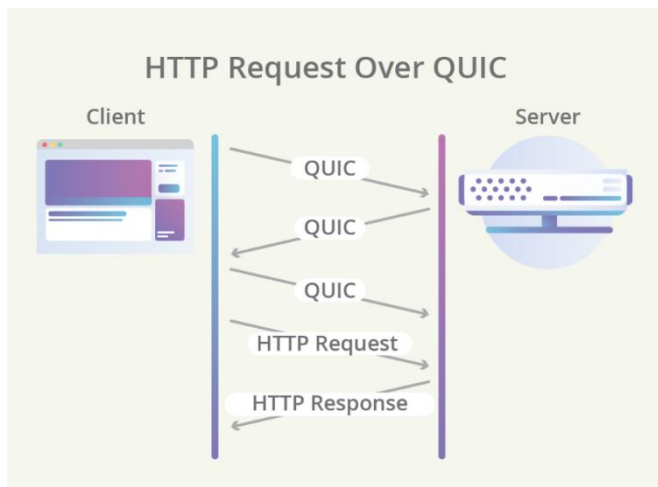 HTTP Request Over QUIC
Client
Server
QUIC
QUIC
QUIC
HTTP Request
HTTP Response